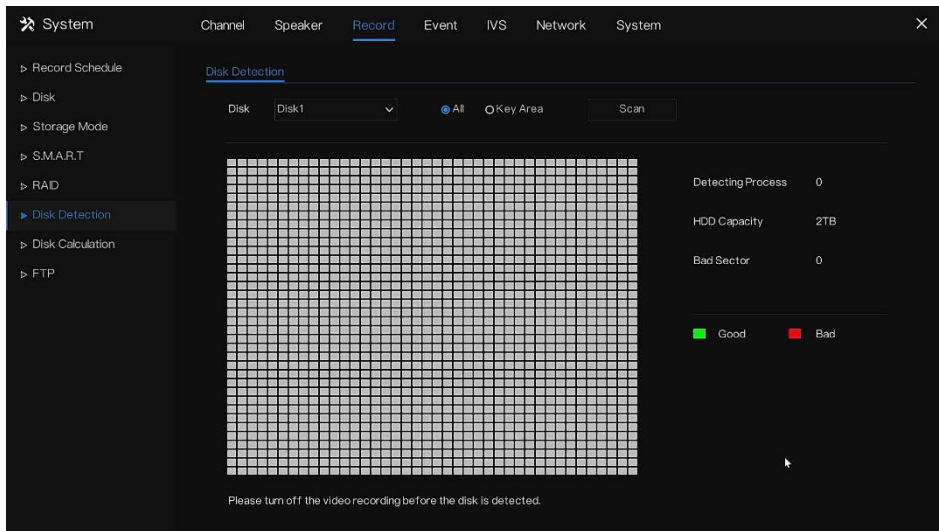 System
Channel Speaker Record Event IVS Network System
Record Schedule
Disk
Storage Mode
S.M.A.R.T
RAID
Disk Detection
Disk Calculation
FTP
Disk Detection
Disk Disk1 All Key Area Scan
Detecting Process 0
HDD Capacity 2TB
Bad Sector 0
Good Bad
Please turn off the video recording before the disk is detected.